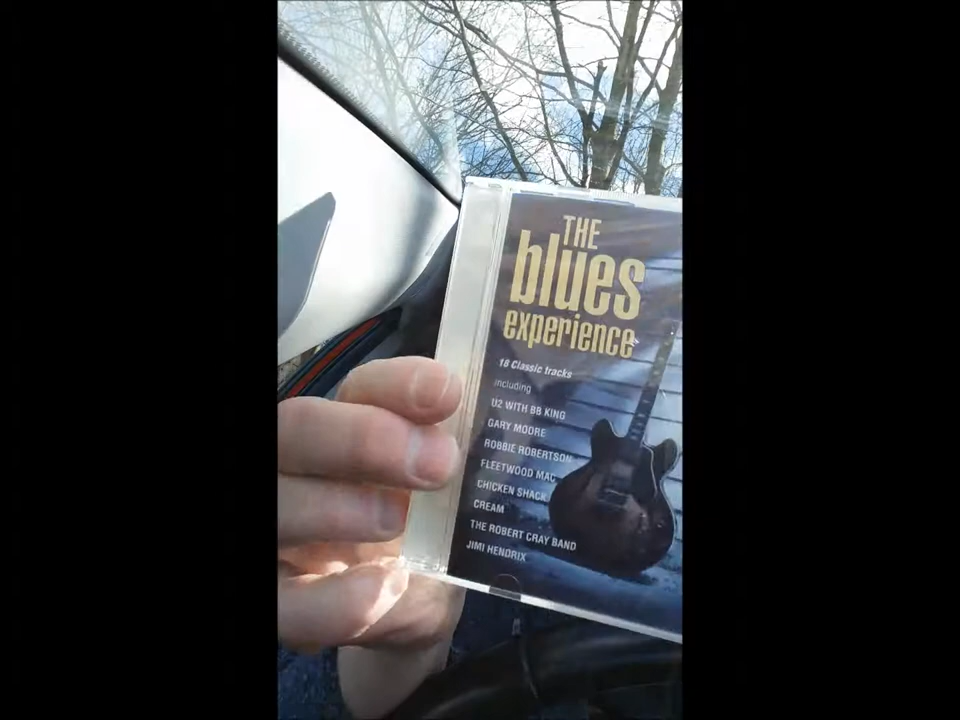 THE
blues
experience
18 Classic tracks
including
U2 WITH BB KING
GARY MOORE
ROBBIE ROBERTSON
FLEETWOOD MAC
CHICKEN SHACK
CREAM
THE ROBERT CRAY BAND
JIMI HENDRIX